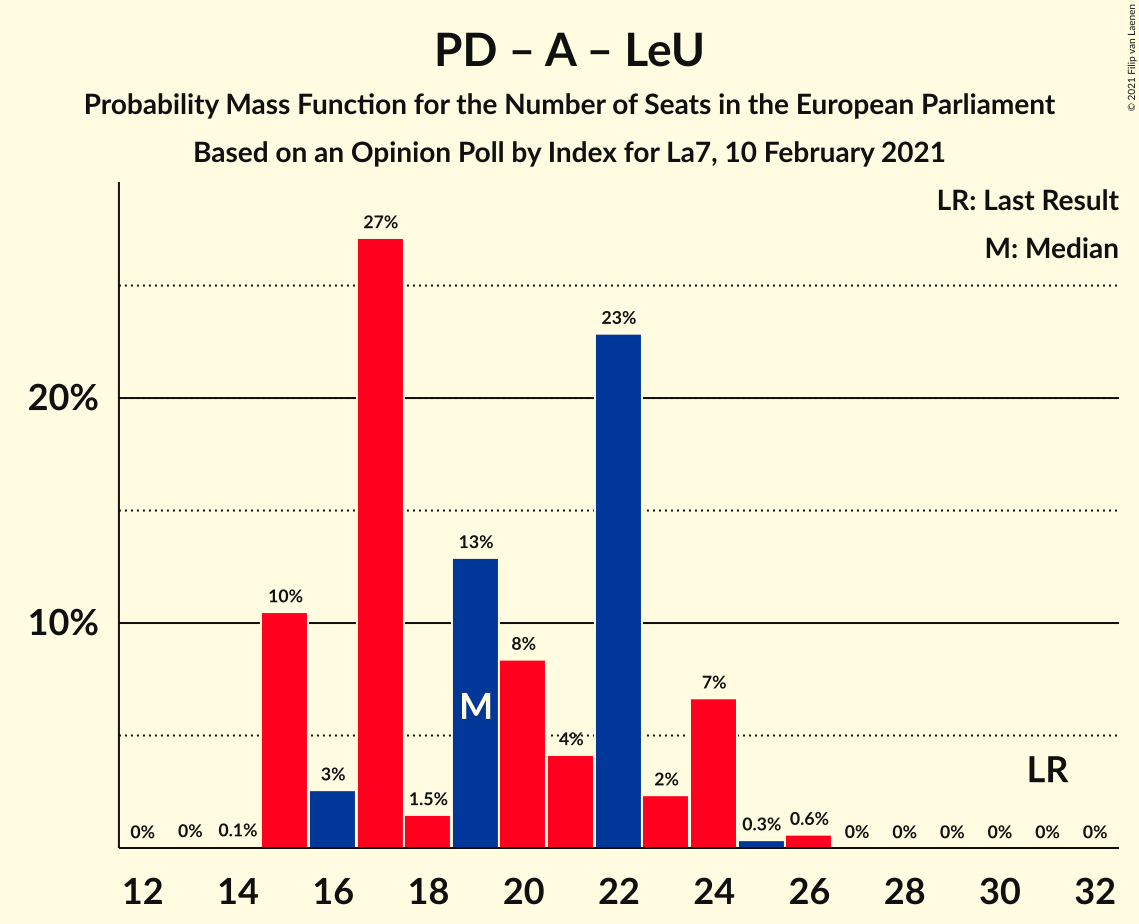 PD – A – LeU
Probability Mass Function for the Number of Seats in the European Parliament
Based on an Opinion Poll by Index for La7, 10 February 2021
© 2021 Filip van Laenen
LR: Last Result
M: Median
27%
23%
20%
13%
10%
10%
8%
7%
M
4%
LR
3%
2%
1.5%
0% 0% 0.1% 0.3% 0.6% 0% 0% 0% 0% 0% 0%
12 14 16 18 20 22 24 26 28 30 32